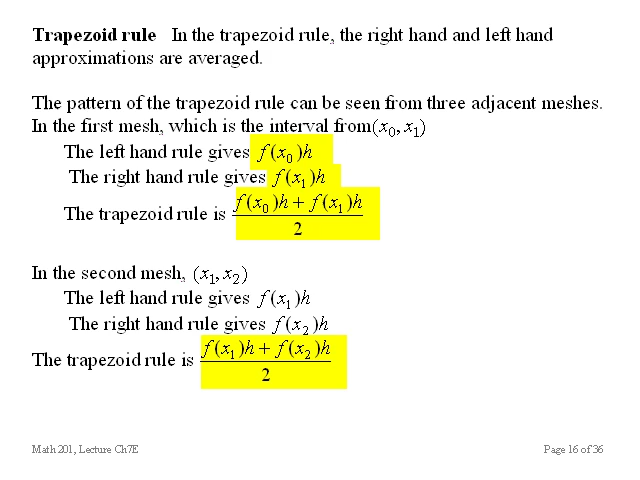 Trapezoid rule In the trapezoid rule, the right hand and left hand
approximations are averaged.
The pattern of the trapezoid rule can be seen from three adjacent meshes.
In the first mesh, which is the interval from (x₀, x₁)
The left hand rule gives f(x₀)h
The right hand rule gives f(x₁)h
The trapezoid rule is (f(x₀)h + f(x₁)h)/2
In the second mesh, (x₁, x₂)
The left hand rule gives f(x₁)h
The right hand rule gives f(x₂)h
The trapezoid rule is (f(x₁)h + f(x₂)h)/2
Math 201, Lecture Ch7E Page 16 of 36